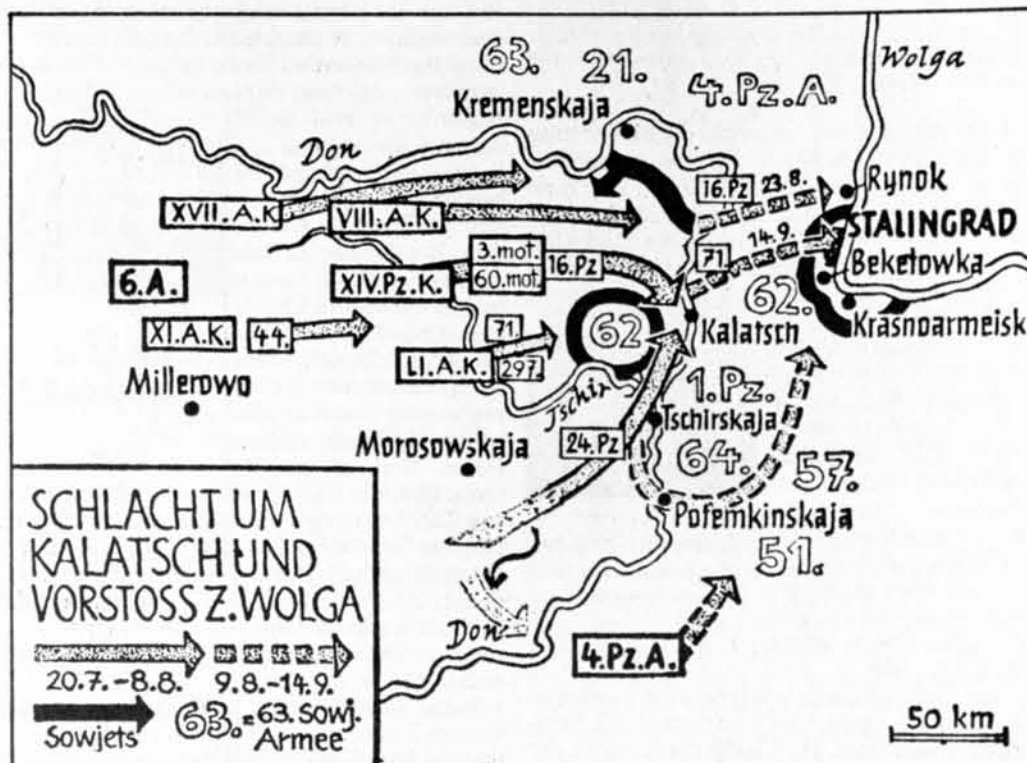 63.
21.
4.Pz.A.
Wolga
Kremenskaja
Don
16.Pz
23.8.
Rynok
XVII.A.K
VIII.A.K.
14.9.
STALINGRAD
71
3.mot.
60.mot.
16.Pz
Beketowka
6.A.
XIV.Pz.K.
62.
62
Kalatsch
Krasnoarmeisk
XI.A.K.
44.
71.
LI.A.K.
297.
Millerowo
Tschir
1.Pz.
Tschirskaja
24.Pz
64.
Morosowskaja
57.
Potemkinskaja
51.
Don
4.Pz.A.
50 km
SCHLACHT UM
KALATSCH UND
VORSTOSS Z. WOLGA
20.7.-8.8. 9.8.-14.9.
Sowjets
63. = 63. Sowj.
Armee